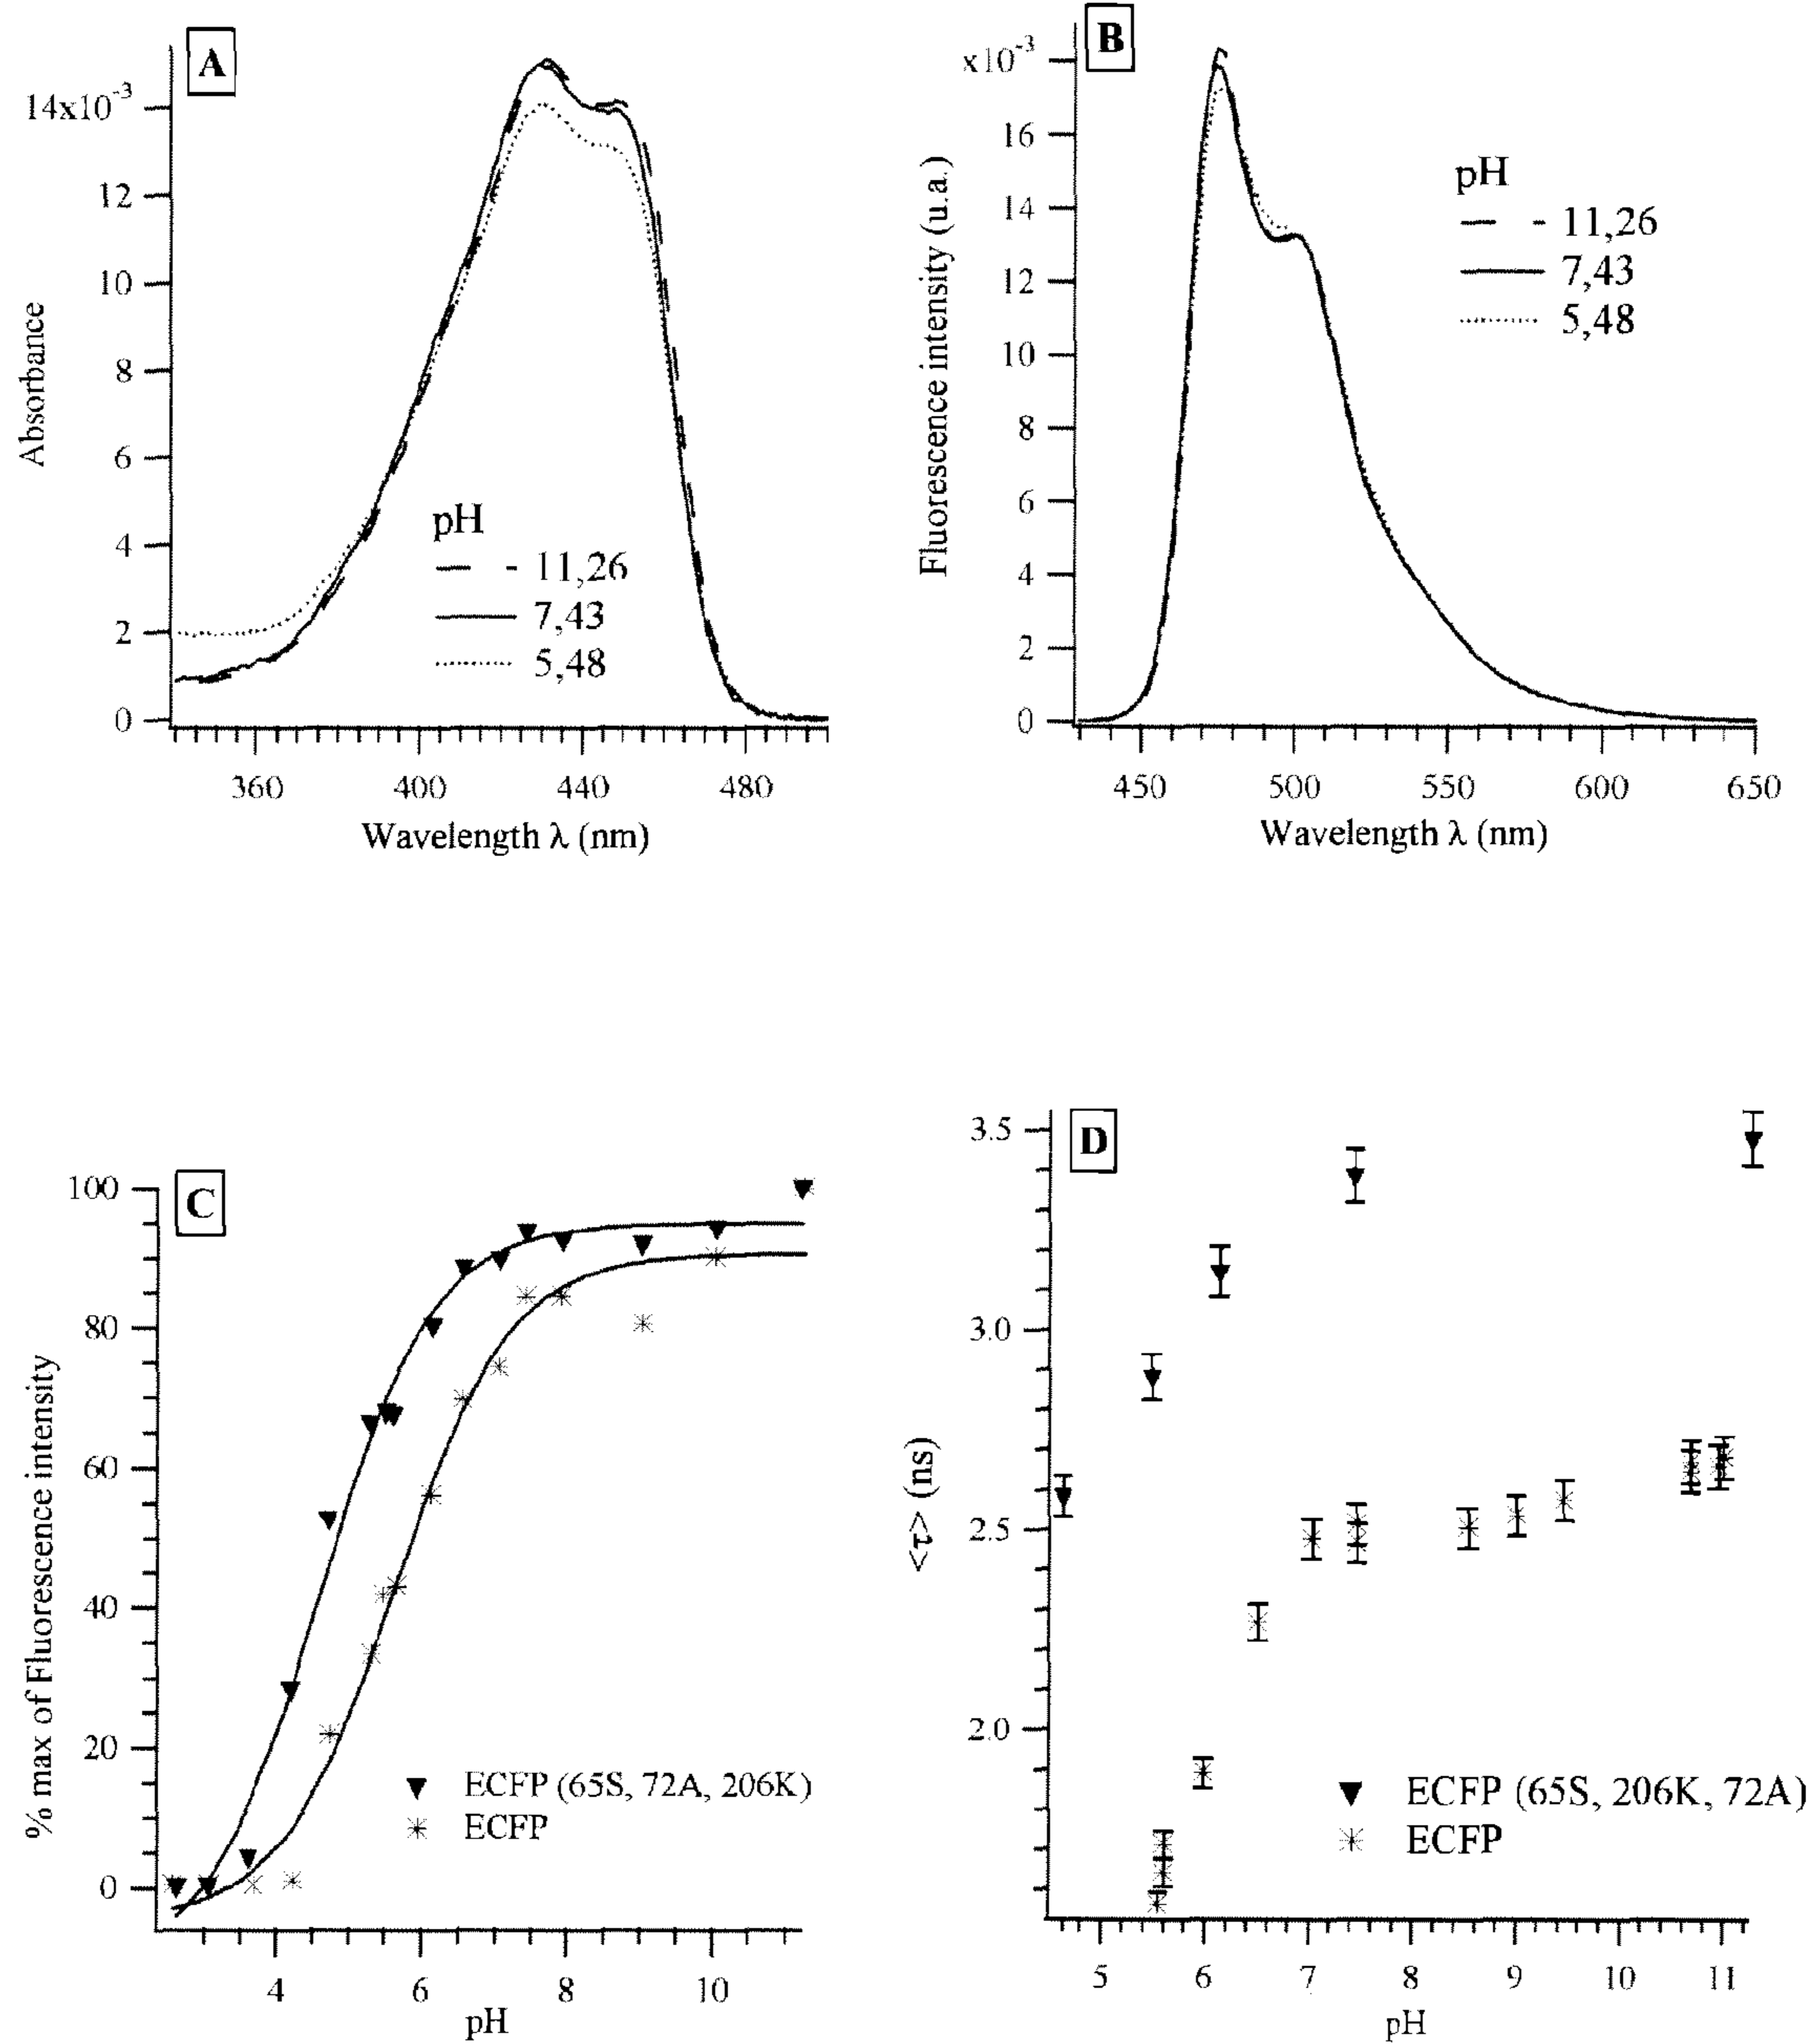 A
14x10-3
12
10
8
6
4
2
0
Absorbance
pH
11,26
7,43
5,48
360 400 440 480
Wavelength λ (nm)
B
x10-3
16
14
12
10
8
6
4
2
0
Fluorescence intensity (u.a.)
pH
11,26
7,43
5,48
450 500 550 600 650
Wavelength λ (nm)
C
100
80
60
40
20
0
% max of Fluorescence intensity
ECFP (65S, 72A, 206K)
ECFP
4 6 8 10
pH
D
3.5
3.0
2.5
2.0
<τ> (ns)
ECFP (65S, 206K, 72A)
ECFP
5 6 7 8 9 10 11
pH